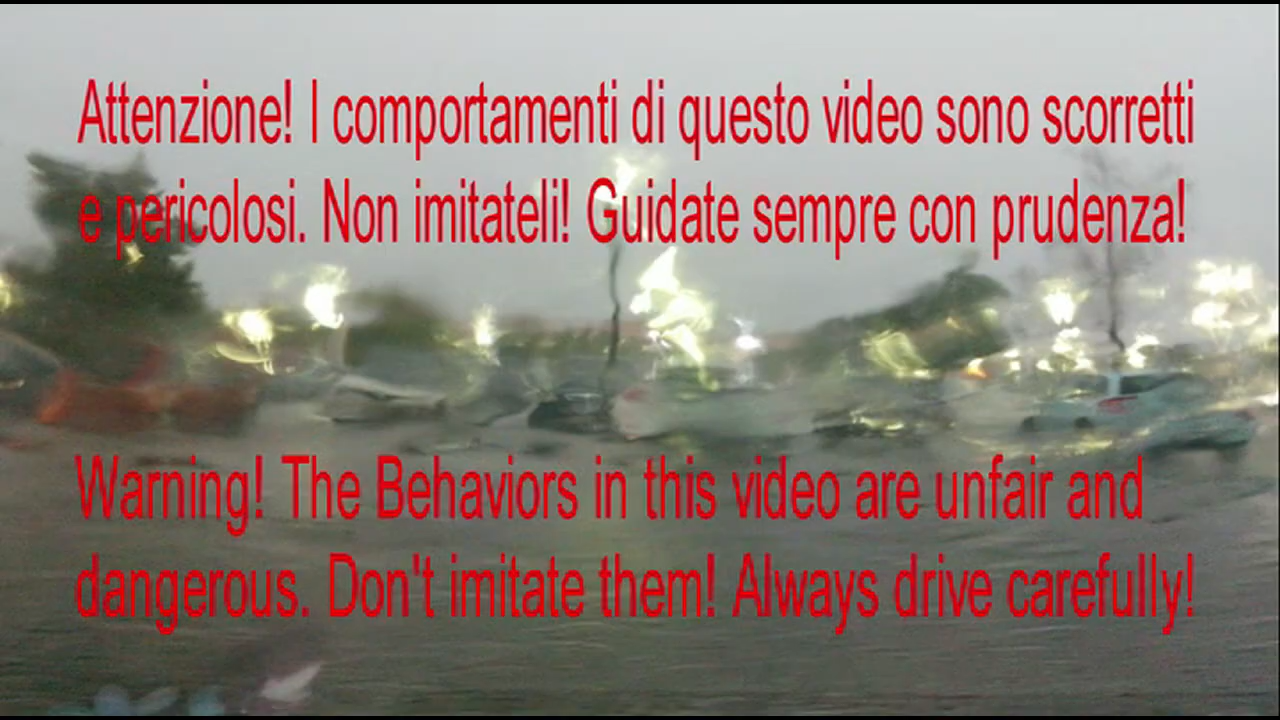 Attenzione! I comportamenti di questo video sono scorretti
e pericolosi. Non imitateli! Guidate sempre con prudenza!
Warning! The Behaviors in this video are unfair and
dangerous. Don't imitate them! Always drive carefully!